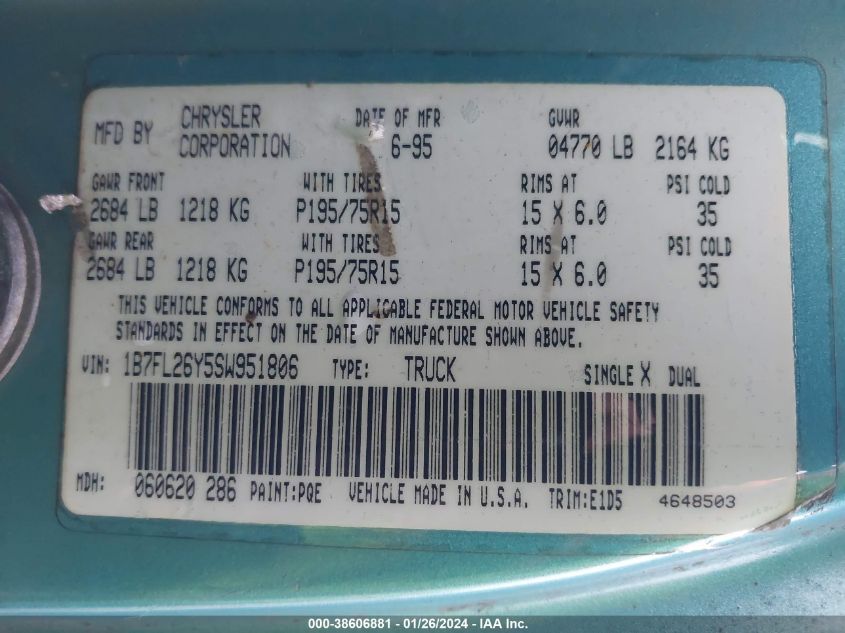 MFD BY CHRYSLER CORPORATION DATE OF MFR 6-95 GVWR 04770 LB 2164 KG
GAWR FRONT WITH TIRES RIMS AT PSI COLD
2684 LB 1218 KG P195/75R15 15 X 6.0 35
GAWR REAR WITH TIRES RIMS AT PSI COLD
2684 LB 1218 KG P195/75R15 15 X 6.0 35
THIS VEHICLE CONFORMS TO ALL APPLICABLE FEDERAL MOTOR VEHICLE SAFETY
STANDARDS IN EFFECT ON THE DATE OF MANUFACTURE SHOWN ABOVE.
VIN: 1B7FL26Y5SW951806 TYPE: TRUCK SINGLE X DUAL
MDH: 060620 286 PAINT:PQE VEHICLE MADE IN U.S.A. TRIM:E1D5 4648503
000-38606881 - 01/26/2024 - IAA Inc.